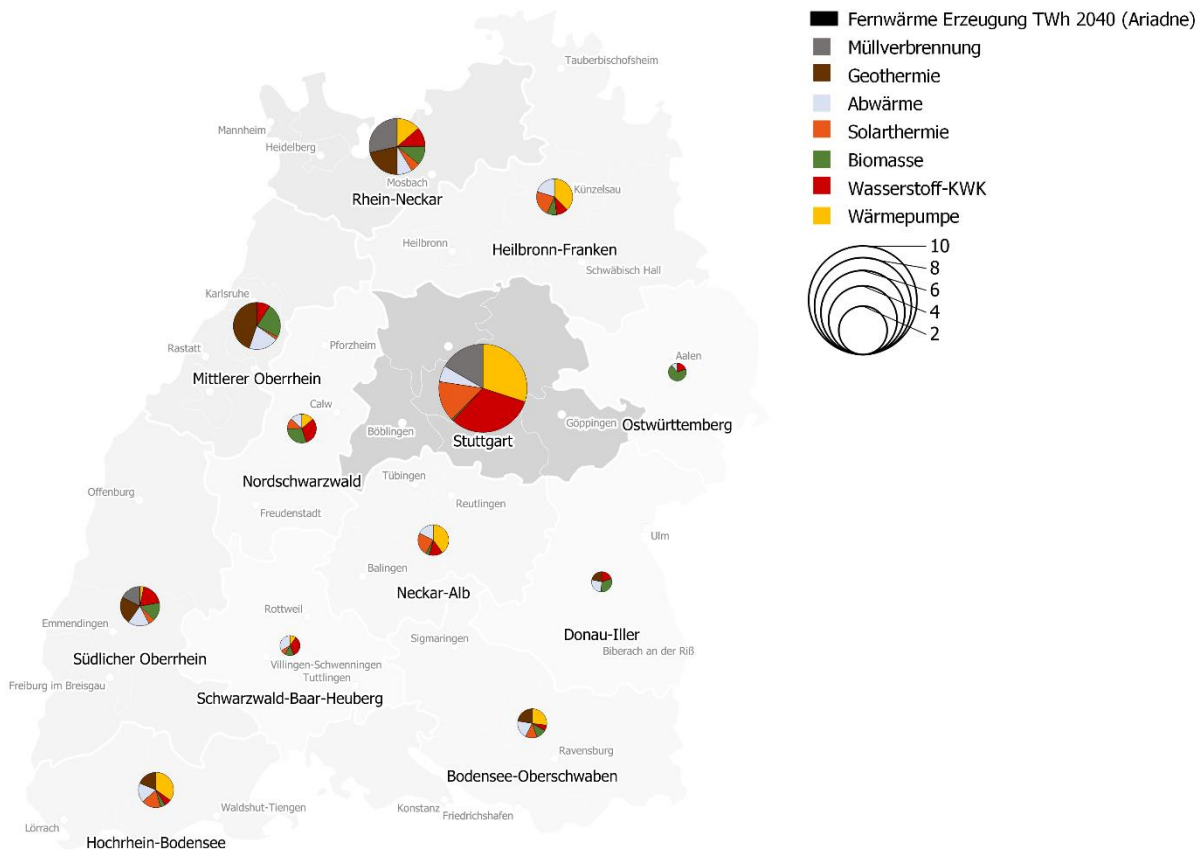 Fernwärme Erzeugung TWh 2040 (Ariadne)
Müllverbrennung
Geothermie
Abwärme
Solarthermie
Biomasse
Wasserstoff-KWK
Wärmepumpe
10
8
6
4
2
Tauberbischofsheim
Mannheim
Heidelberg
Mosbach
Rhein-Neckar
Künzelsau
Heilbronn
Heilbronn-Franken
Schwäbisch Hall
Karlsruhe
Rastatt
Pforzheim
Mittlerer Oberrhein
Aalen
Calw
Böblingen
Stuttgart
Göppingen
Ostwürttemberg
Nordschwarzwald
Tübingen
Offenburg
Freudenstadt
Reutlingen
Ulm
Balingen
Neckar-Alb
Rottweil
Emmendingen
Sigmaringen
Donau-Iller
Biberach an der Riß
Südlicher Oberrhein
Villingen-Schwenningen
Tuttlingen
Freiburg im Breisgau
Schwarzwald-Baar-Heuberg
Ravensburg
Bodensee-Oberschwaben
Waldshut-Tiengen
Konstanz
Friedrichshafen
Lörrach
Hochrhein-Bodensee